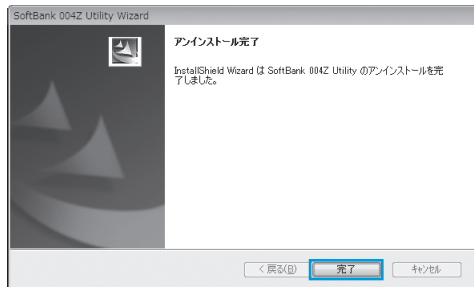 SoftBank 004Z Utility Wizard
アンインストール完了
InstallShield Wizard は SoftBank 004Z Utility のアンインストールを完
了しました。
< 戻る(B)
完了
キャンセル